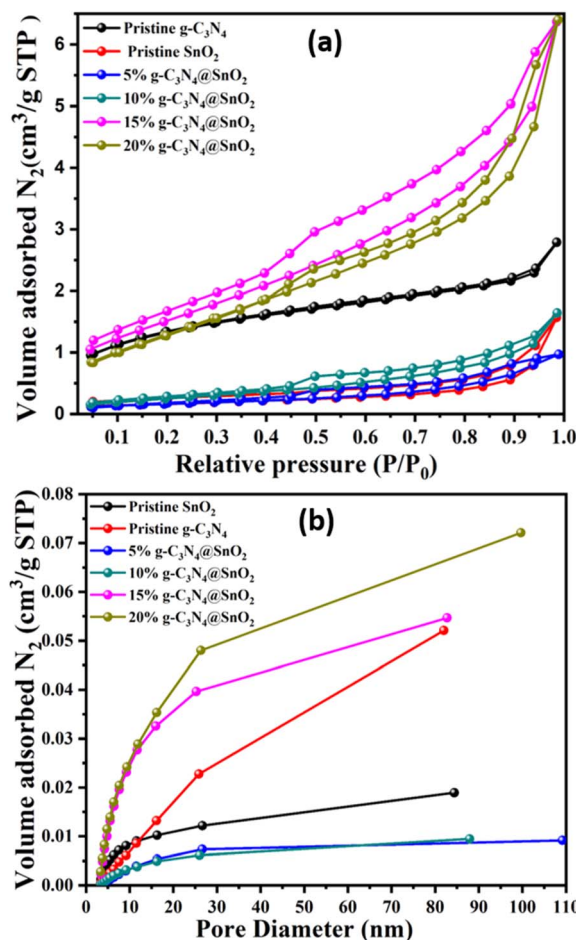 (a)
Pristine g-C₃N₄
Pristine SnO₂
5% g-C₃N₄@SnO₂
10% g-C₃N₄@SnO₂
15% g-C₃N₄@SnO₂
20% g-C₃N₄@SnO₂
Volume adsorbed N₂(cm³/g STP )
6
5
4
3
2
1
0
0.1 0.2 0.3 0.4 0.5 0.6 0.7 0.8 0.9 1.0
Relative pressure (P/P₀)
(b)
Pristine SnO₂
Pristine g-C₃N₄
5% g-C₃N₄@SnO₂
10% g-C₃N₄@SnO₂
15% g-C₃N₄@SnO₂
20% g-C₃N₄@SnO₂
Volume adsorbed N₂ (cm³/g STP)
0.08
0.07
0.06
0.05
0.04
0.03
0.02
0.01
0.00
0 10 20 30 40 50 60 70 80 90 100 110
Pore Diameter (nm)